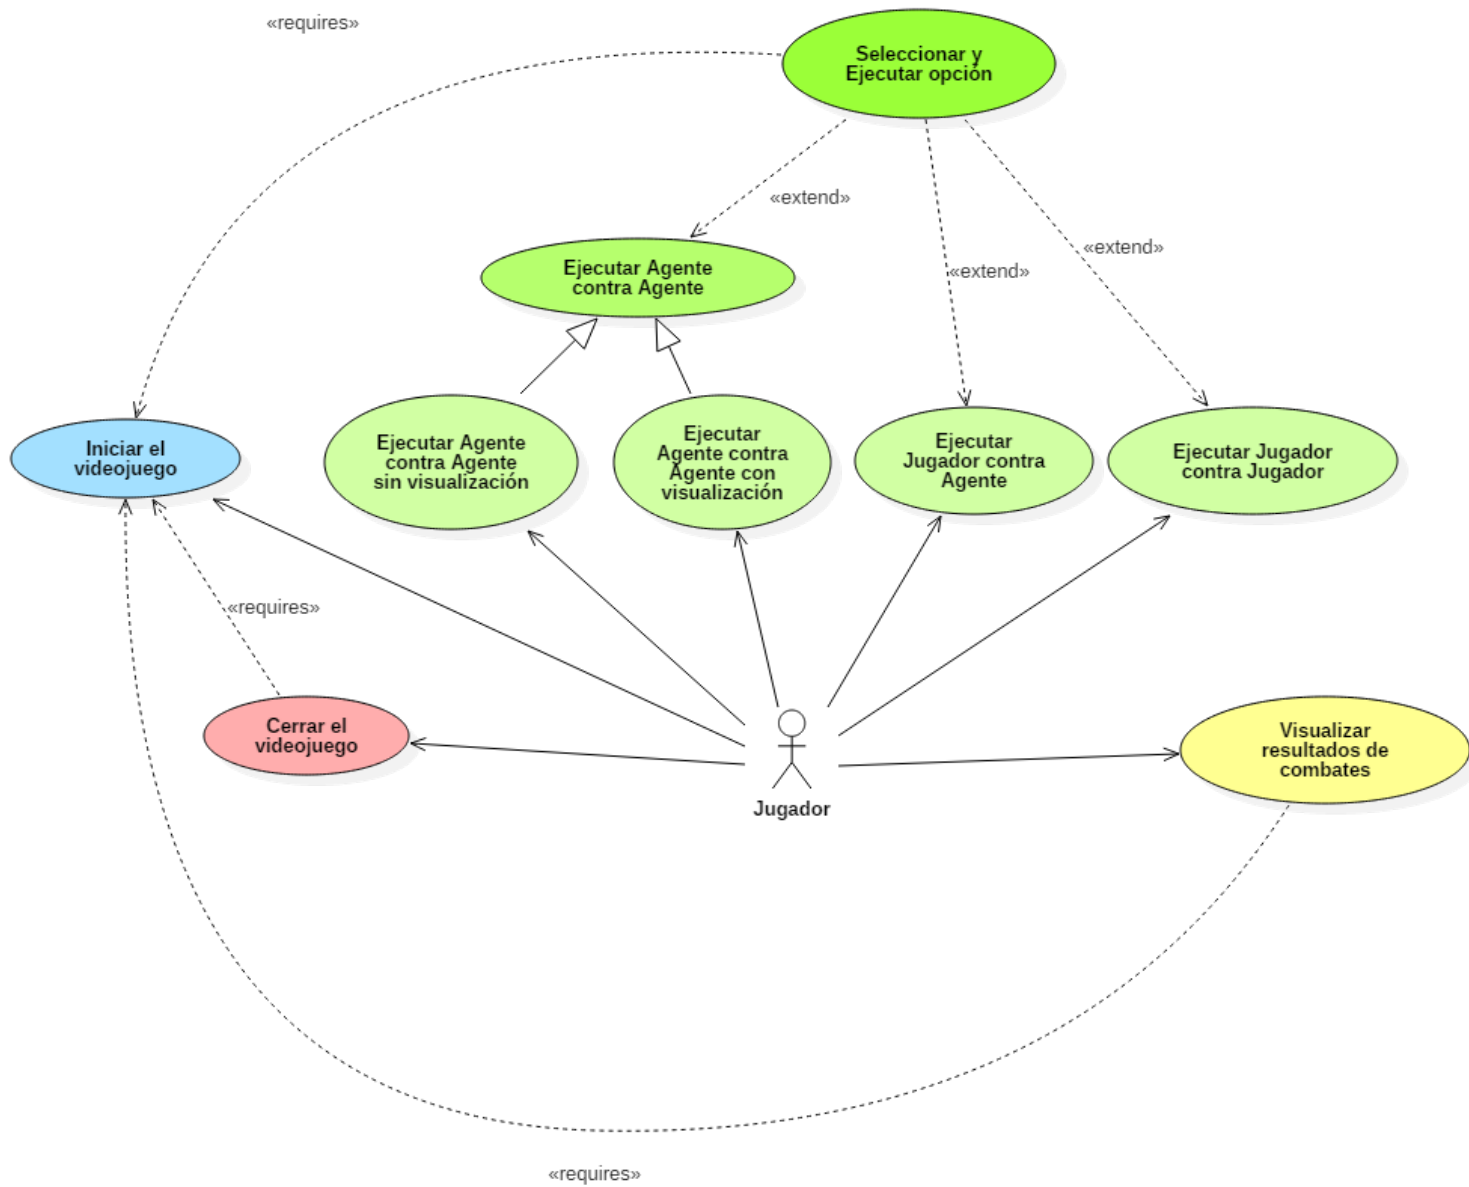 «requires»
Seleccionar y
Ejecutar opción
«extend»
«extend»
«extend»
Ejecutar Agente
contra Agente
Iniciar el
videojuego
Ejecutar Agente
contra Agente
sin visualización
Ejecutar
Agente contra
Agente con
visualización
Ejecutar
Jugador contra
Agente
Ejecutar Jugador
contra Jugador
«requires»
Cerrar el
videojuego
Jugador
Visualizar
resultados de
combates
«requires»